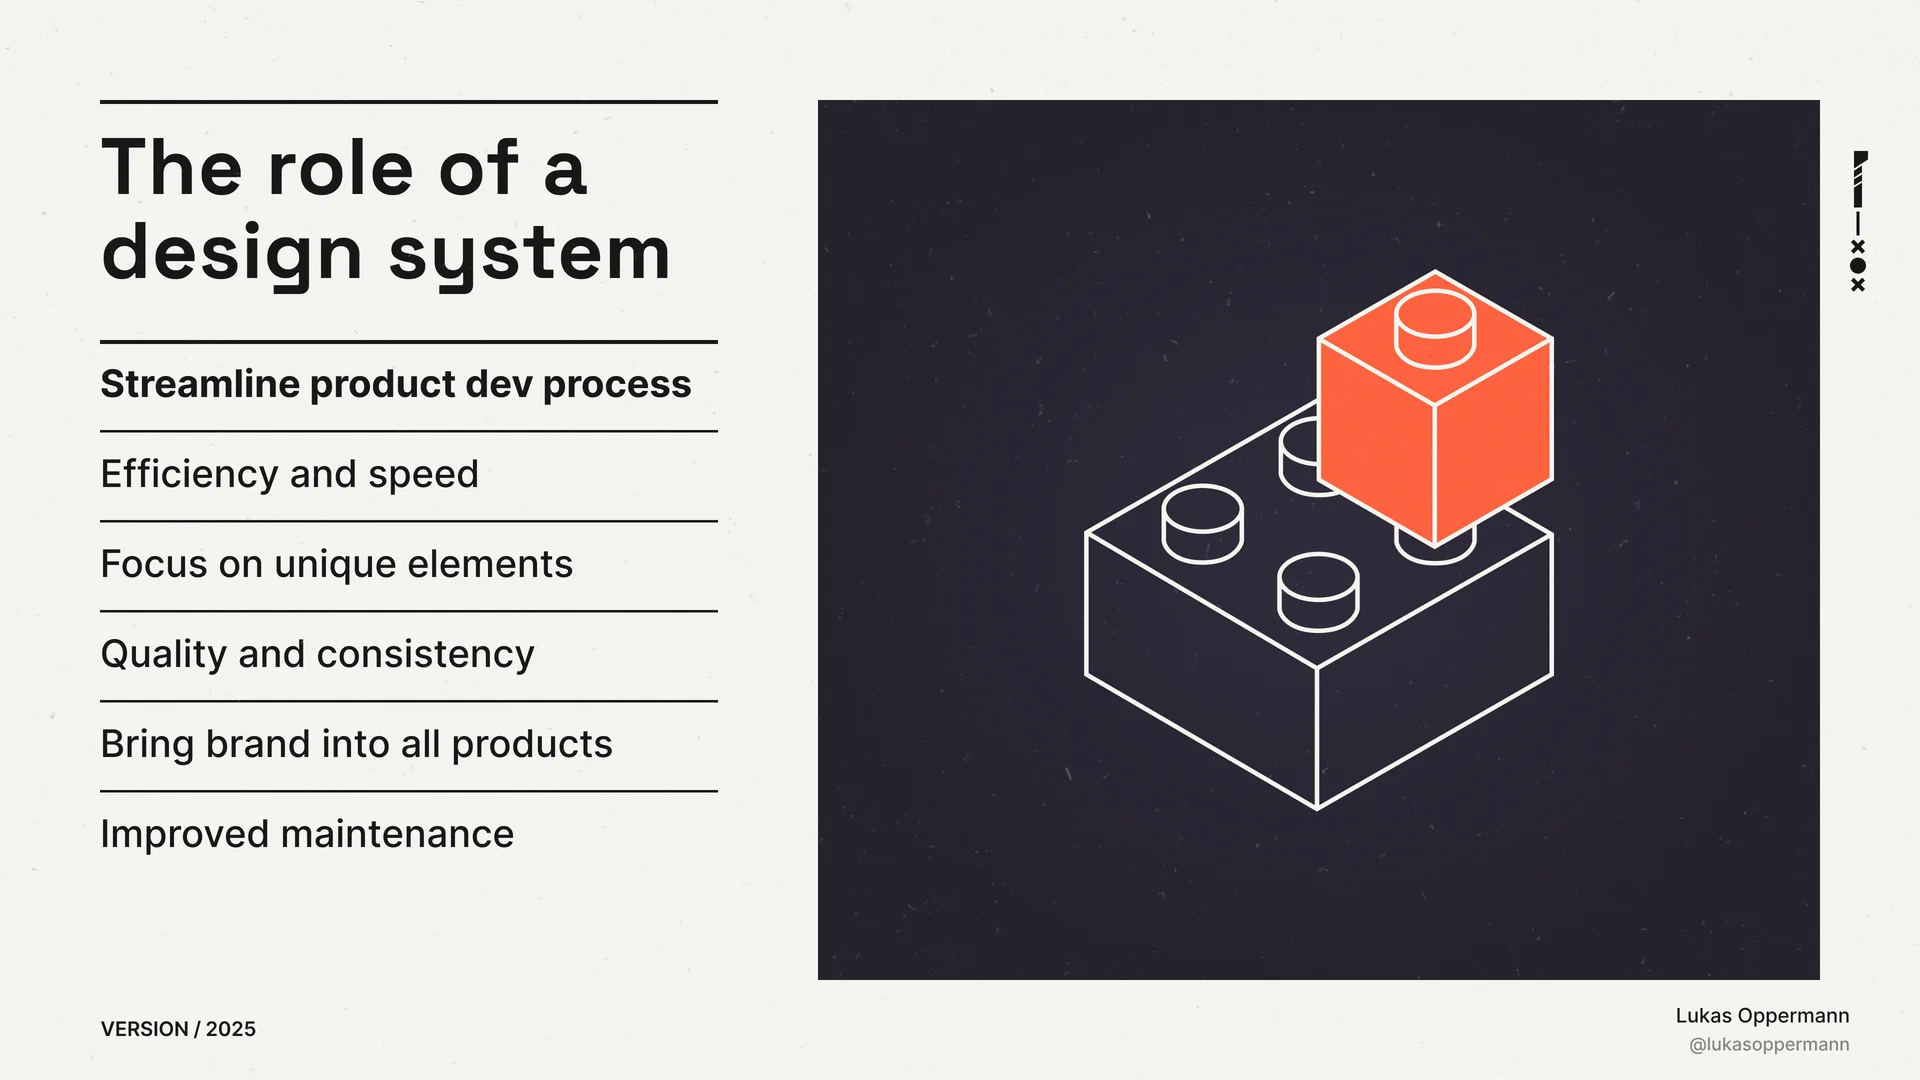 The role of a
design system
Streamline product dev process
Efficiency and speed
Focus on unique elements
Quality and consistency
Bring brand into all products
Improved maintenance
VERSION / 2025
Lukas Oppermann
@lukasoppermann